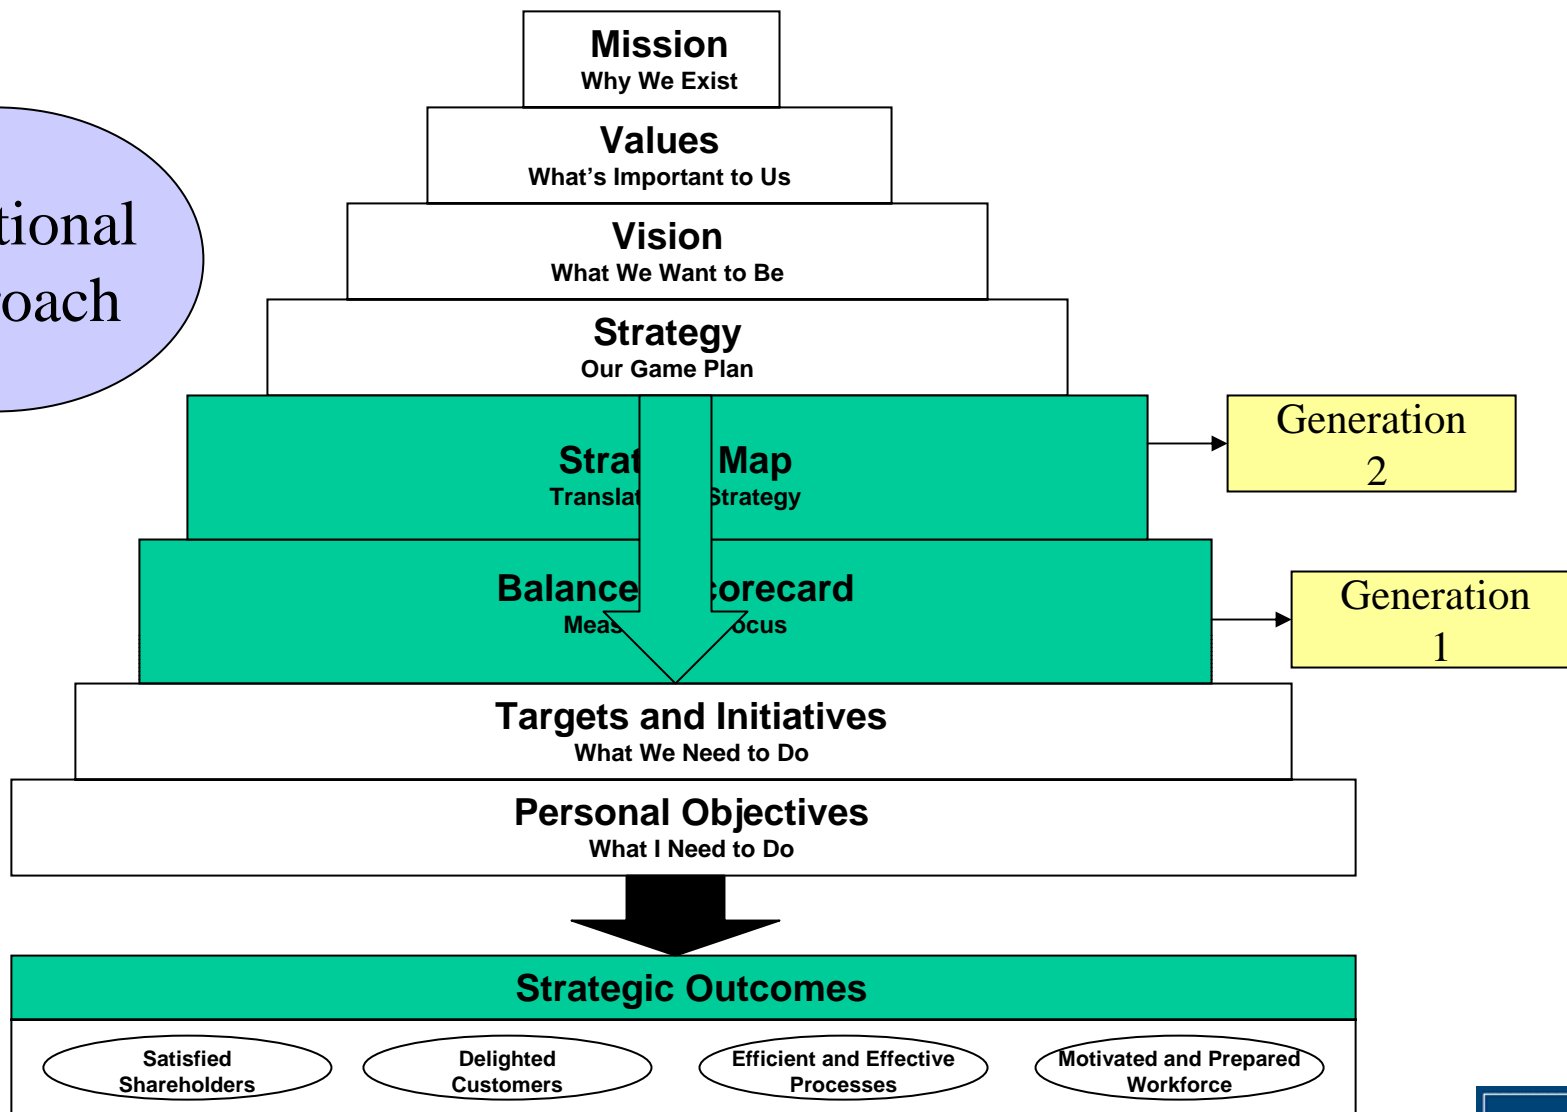 Mission
Why We Exist
Values
What's Important to Us
tional
roach
Vision
What We Want to Be
Strategy
Our Game Plan
Strat Map
Translat Strategy
Generation
2
Balance corecard
Meas ocus
Generation
1
Targets and Initiatives
What We Need to Do
Personal Objectives
What I Need to Do
Strategic Outcomes
Satisfied
Shareholders
Delighted
Customers
Efficient and Effective
Processes
Motivated and Prepared
Workforce